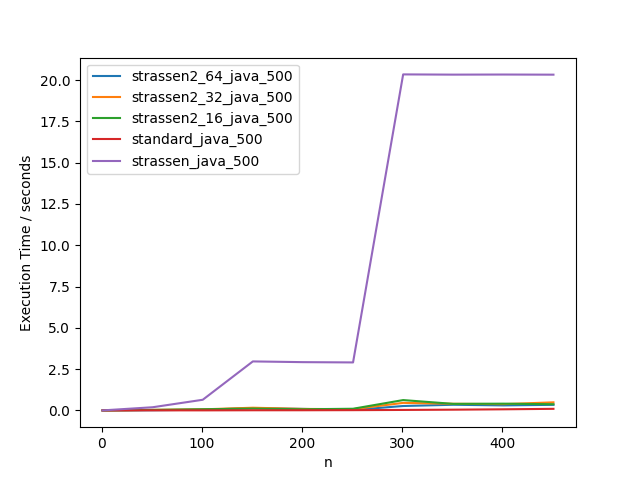 strassen2_64_java_500
strassen2_32_java_500
strassen2_16_java_500
standard_java_500
strassen_java_500
Execution Time / seconds
20.0
17.5
15.0
12.5
10.0
7.5
5.0
2.5
0.0
0 100 200 300 400
n